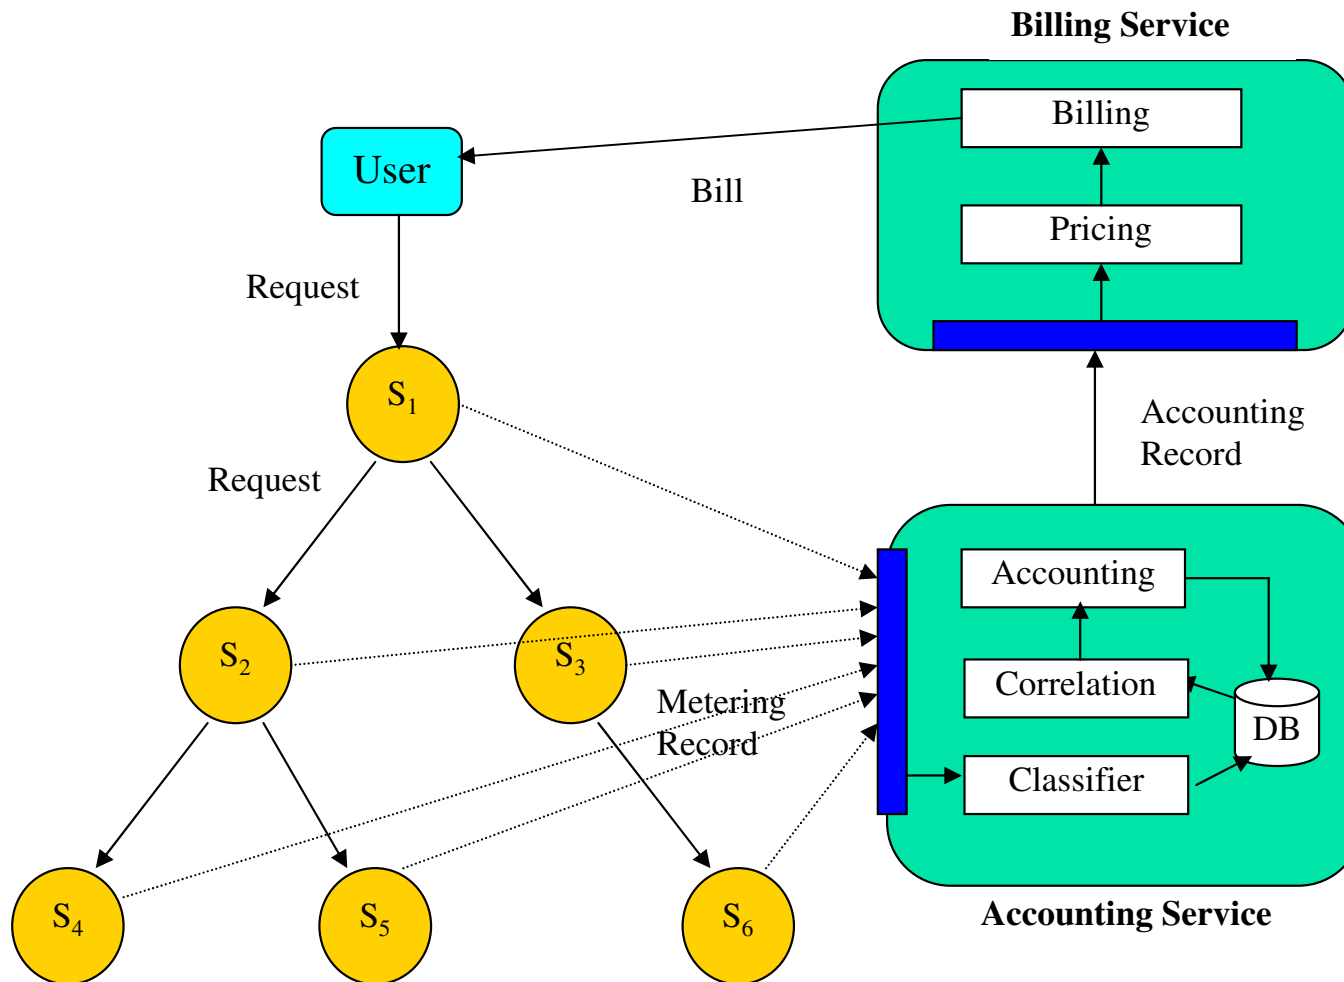 Billing Service
Billing
User
Bill
Pricing
Request
S1
Accounting
Record
Request
Accounting
S2
S3
Correlation
Metering
Record
DB
Classifier
S4
S5
S6
Accounting Service